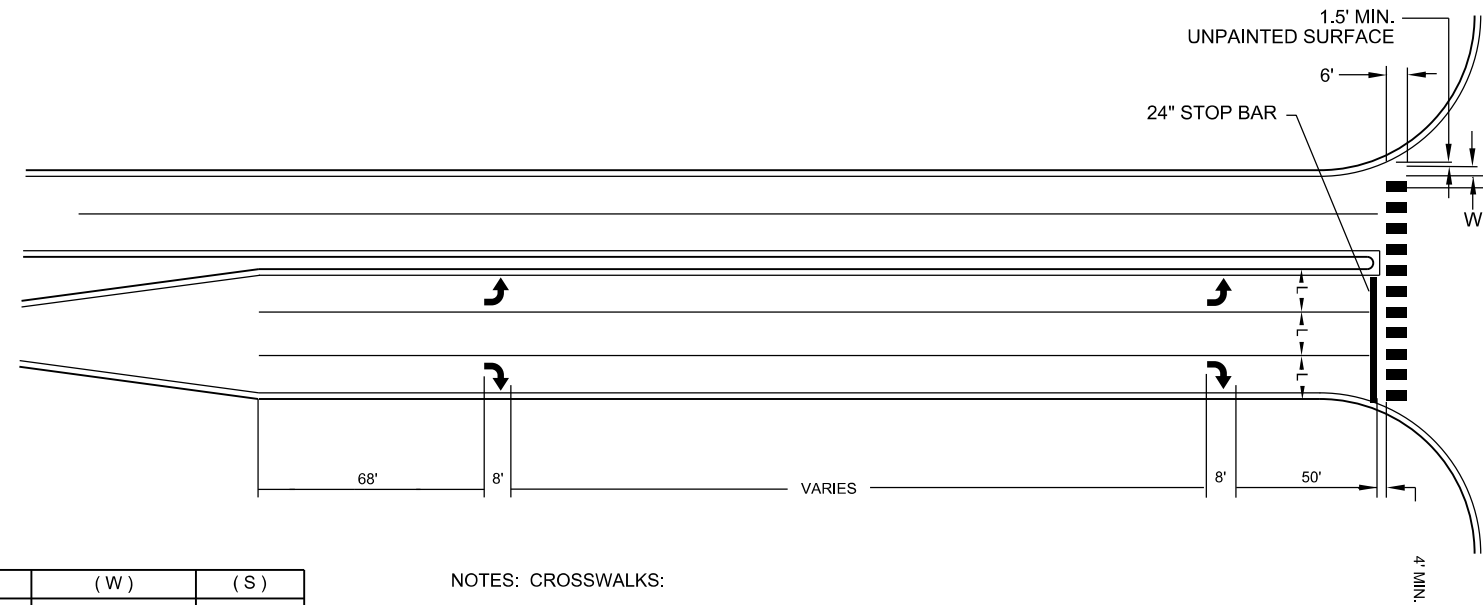 1.5' MIN.
UNPAINTED SURFACE
6'
24" STOP BAR
W
L
L
L
68'
8'
VARIES
8'
50'
4' MIN.
( W )
( S )
NOTES: CROSSWALKS: